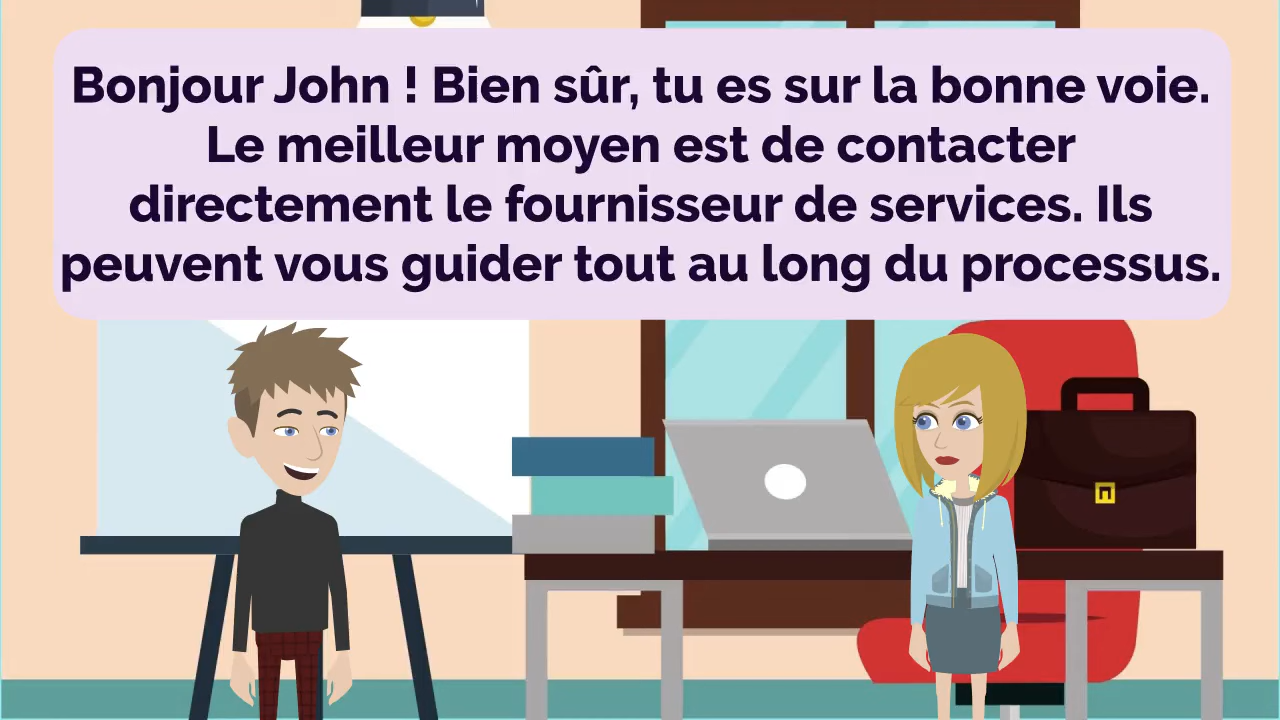 Bonjour John ! Bien sûr, tu es sur la bonne voie.
Le meilleur moyen est de contacter
directement le fournisseur de services. Ils
peuvent vous guider tout au long du processus.